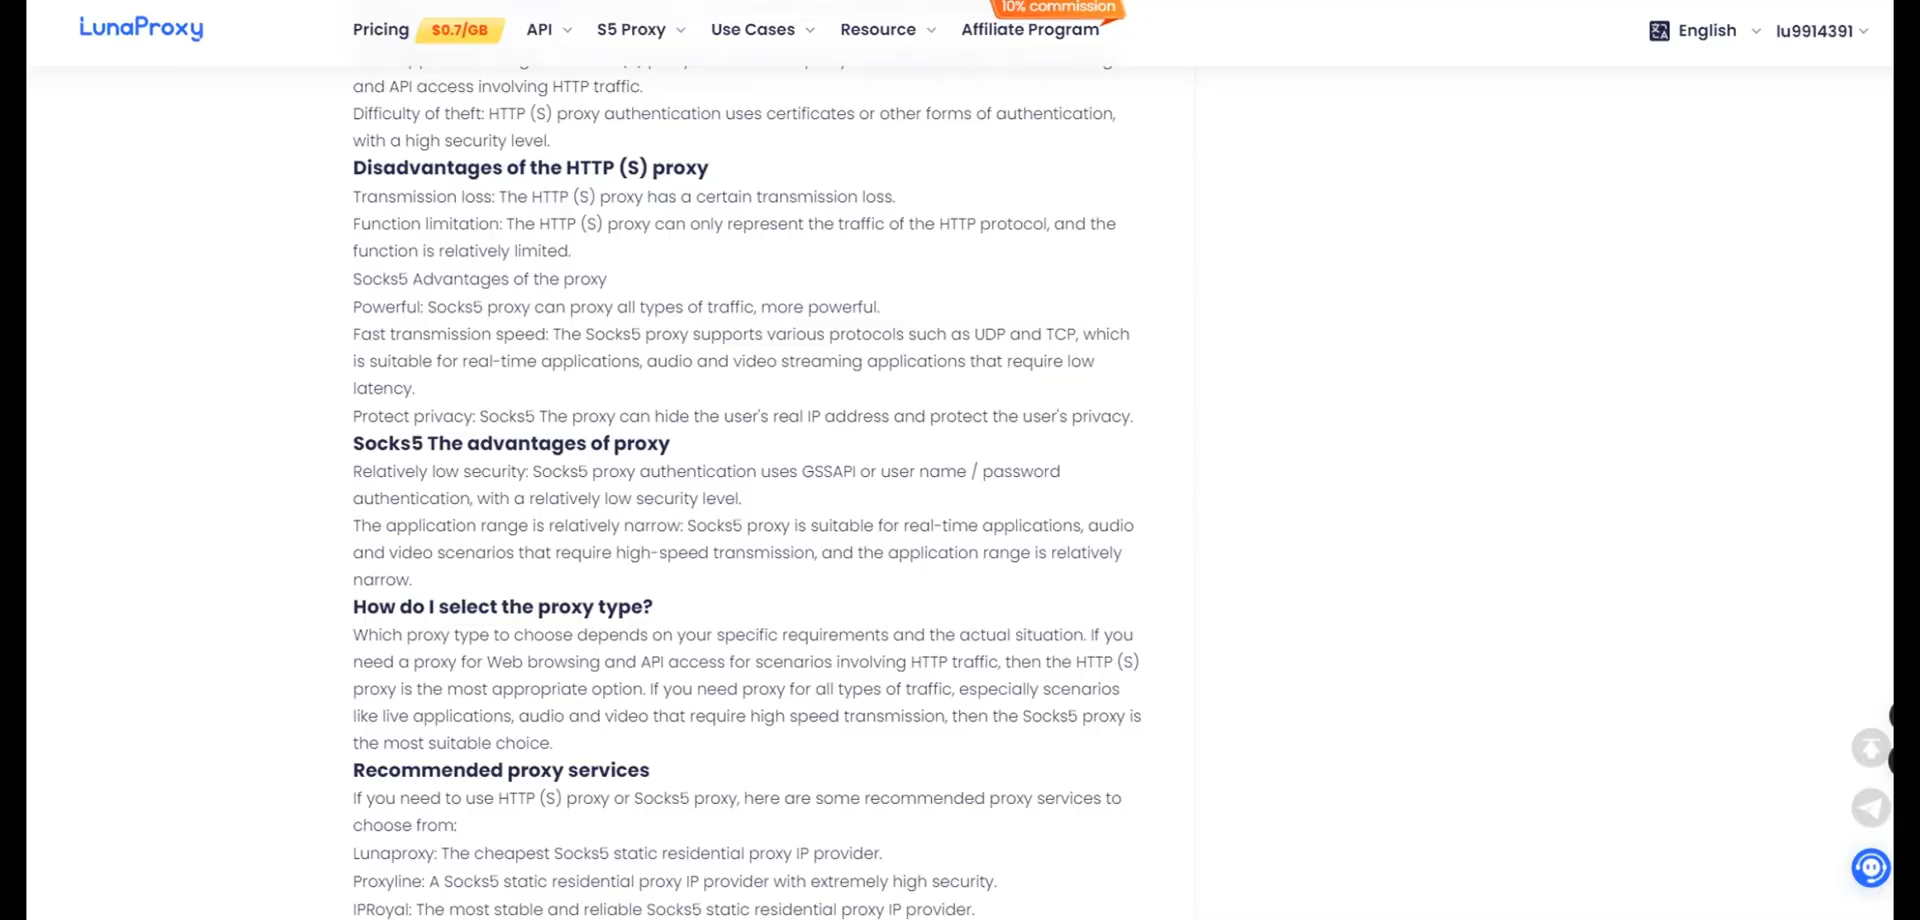 10% commission
LunaProxy
Pricing $0.7/GB API S5 Proxy Use Cases Resource Affiliate Program
English lu9914391
and API access involving HTTP traffic.
Difficulty of theft: HTTP (S) proxy authentication uses certificates or other forms of authentication,
with a high security level.
Disadvantages of the HTTP (S) proxy
Transmission loss: The HTTP (S) proxy has a certain transmission loss.
Function limitation: The HTTP (S) proxy can only represent the traffic of the HTTP protocol, and the
function is relatively limited.
Socks5 Advantages of the proxy
Powerful: Socks5 proxy can proxy all types of traffic, more powerful.
Fast transmission speed: The Socks5 proxy supports various protocols such as UDP and TCP, which
is suitable for real-time applications, audio and video streaming applications that require low
latency.
Protect privacy: Socks5 The proxy can hide the user's real IP address and protect the user's privacy.
Socks5 The advantages of proxy
Relatively low security: Socks5 proxy authentication uses GSSAPI or user name / password
authentication, with a relatively low security level.
The application range is relatively narrow: Socks5 proxy is suitable for real-time applications, audio
and video scenarios that require high-speed transmission, and the application range is relatively
narrow.
How do I select the proxy type?
Which proxy type to choose depends on your specific requirements and the actual situation. If you
need a proxy for Web browsing and API access for scenarios involving HTTP traffic, then the HTTP (S)
proxy is the most appropriate option. If you need proxy for all types of traffic, especially scenarios
like live applications, audio and video that require high speed transmission, then the Socks5 proxy is
the most suitable choice.
Recommended proxy services
If you need to use HTTP (S) proxy or Socks5 proxy, here are some recommended proxy services to
choose from:
Lunaproxy: The cheapest Socks5 static residential proxy IP provider.
Proxyline: A Socks5 static residential proxy IP provider with extremely high security.
IPRoyal: The most stable and reliable Socks5 static residential proxy IP provider.